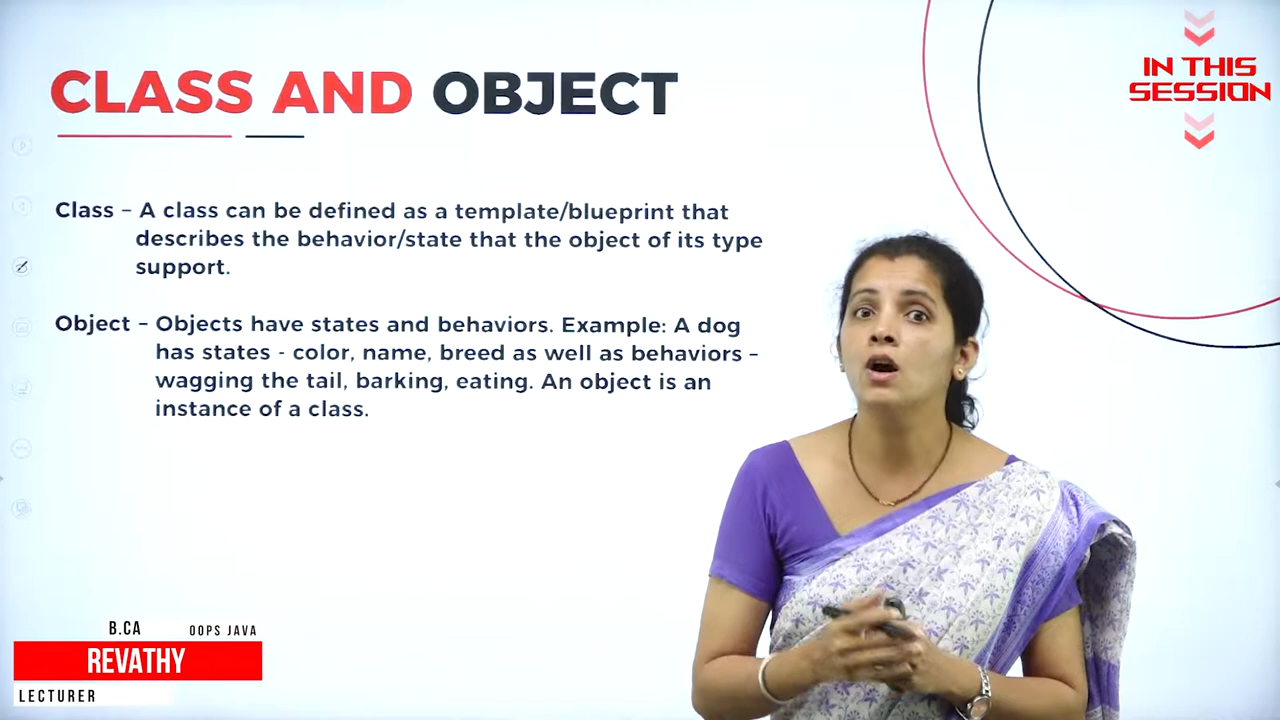 IN THIS
SESSION
CLASS AND OBJECT
Class – A class can be defined as a template/blueprint that
describes the behavior/state that the object of its type
support.
Object – Objects have states and behaviors. Example: A dog
has states - color, name, breed as well as behaviors –
wagging the tail, barking, eating. An object is an
instance of a class.
B.CA OOPS JAVA
REVATHY
LECTURER